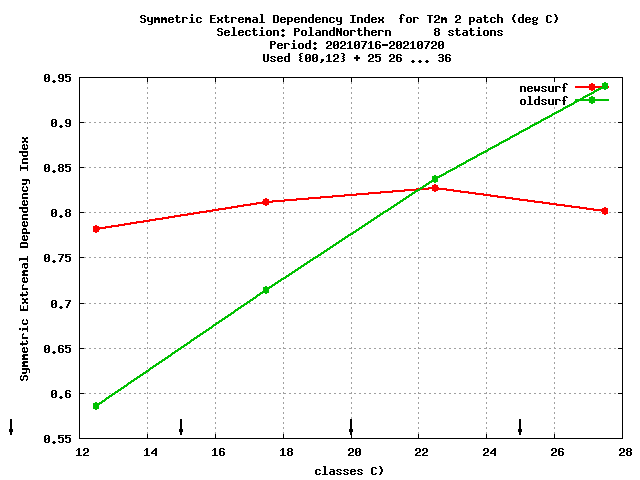 Symmetric Extremal Dependency Index  for T2m 2 patch (deg C)
Selection: PolandNorthern      8 stations
Period: 20210716-20210720
Used {00,12} + 25 26 ... 36
newsurf
oldsurf
0.95
0.9
0.85
0.8
0.75
0.7
0.65
0.6
0.55
Symmetric Extremal Dependency Index
12 14 16 18 20 22 24 26 28
classes C)